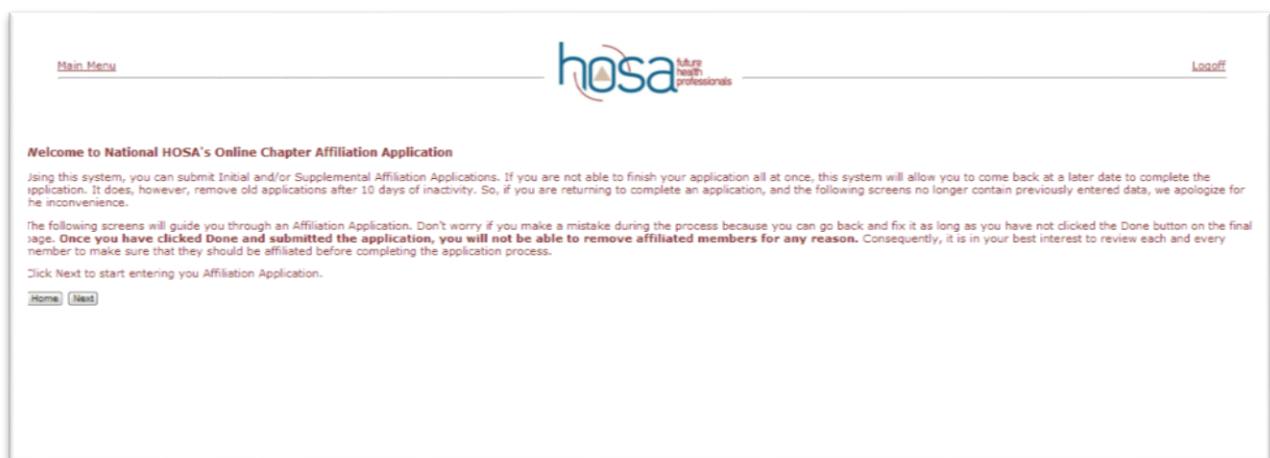 Main Menu
hosa future health professionals
Logoff
Welcome to National HOSA's Online Chapter Affiliation Application
Using this system, you can submit Initial and/or Supplemental Affiliation Applications. If you are not able to finish your application all at once, this system will allow you to come back at a later date to complete the
application. It does, however, remove old applications after 10 days of inactivity. So, if you are returning to complete an application, and the following screens no longer contain previously entered data, we apologize for
the inconvenience.
The following screens will guide you through an Affiliation Application. Don't worry if you make a mistake during the process because you can go back and fix it as long as you have not clicked the Done button on the final
page. Once you have clicked Done and submitted the application, you will not be able to remove affiliated members for any reason. Consequently, it is in your best interest to review each and every
member to make sure that they should be affiliated before completing the application process.
Click Next to start entering you Affiliation Application.
Home Next